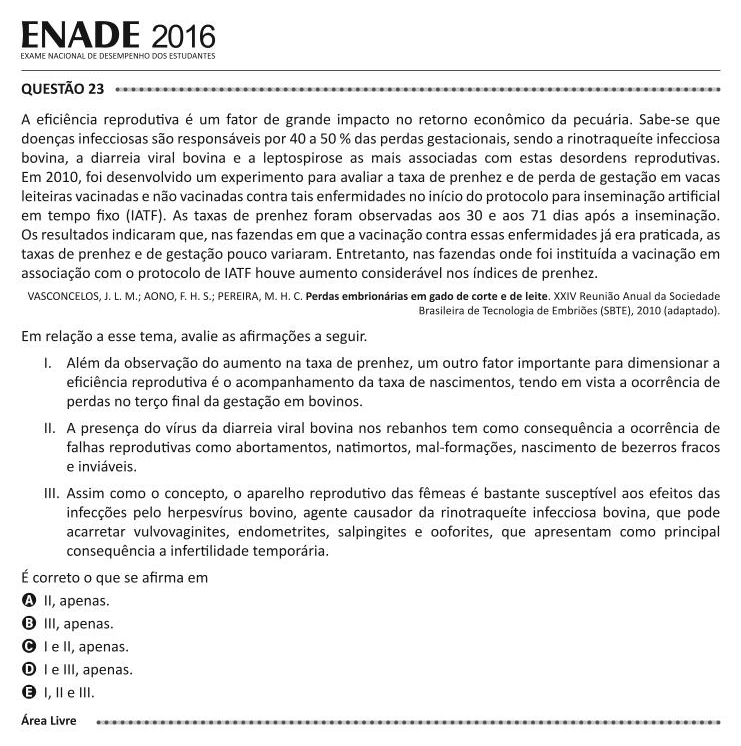 ENADE 2016
EXAME NACIONAL DE DESEMPENHO DOS ESTUDANTES
QUESTÃO 23
A eficiência reprodutiva é um fator de grande impacto no retorno econômico da pecuária. Sabe-se que
doenças infecciosas são responsáveis por 40 a 50 % das perdas gestacionais, sendo a rinotraqueíte infecciosa
bovina, a diarreia viral bovina e a leptospirose as mais associadas com estas desordens reprodutivas.
Em 2010, foi desenvolvido um experimento para avaliar a taxa de prenhez e de perda de gestação em vacas
leiteiras vacinadas e não vacinadas contra tais enfermidades no início do protocolo para inseminação artificial
em tempo fixo (IATF). As taxas de prenhez foram observadas aos 30 e aos 71 dias após a inseminação.
Os resultados indicaram que, nas fazendas em que a vacinação contra essas enfermidades já era praticada, as
taxas de prenhez e de gestação pouco variaram. Entretanto, nas fazendas onde foi instituída a vacinação em
associação com o protocolo de IATF houve aumento considerável nos índices de prenhez.
VASCONCELOS, J. L. M.; AONO, F. H. S.; PEREIRA, M. H. C. Perdas embrionárias em gado de corte e de leite. XXIV Reunião Anual da Sociedade
Brasileira de Tecnologia de Embriões (SBTE), 2010 (adaptado).
Em relação a esse tema, avalie as afirmações a seguir.
I. Além da observação do aumento na taxa de prenhez, um outro fator importante para dimensionar a
eficiência reprodutiva é o acompanhamento da taxa de nascimentos, tendo em vista a ocorrência de
perdas no terço final da gestação em bovinos.
II. A presença do vírus da diarreia viral bovina nos rebanhos tem como consequência a ocorrência de
falhas reprodutivas como abortamentos, natimortos, mal-formações, nascimento de bezerros fracos
e inviáveis.
III. Assim como o concepto, o aparelho reprodutivo das fêmeas é bastante susceptível aos efeitos das
infecções pelo herpesvírus bovino, agente causador da rinotraqueíte infecciosa bovina, que pode
acarretar vulvovaginites, endometrites, salpingites e ooforites, que apresentam como principal
consequência a infertilidade temporária.
É correto o que se afirma em
A II, apenas.
B III, apenas.
C I e II, apenas.
D I e III, apenas.
E I, II e III.
Área Livre